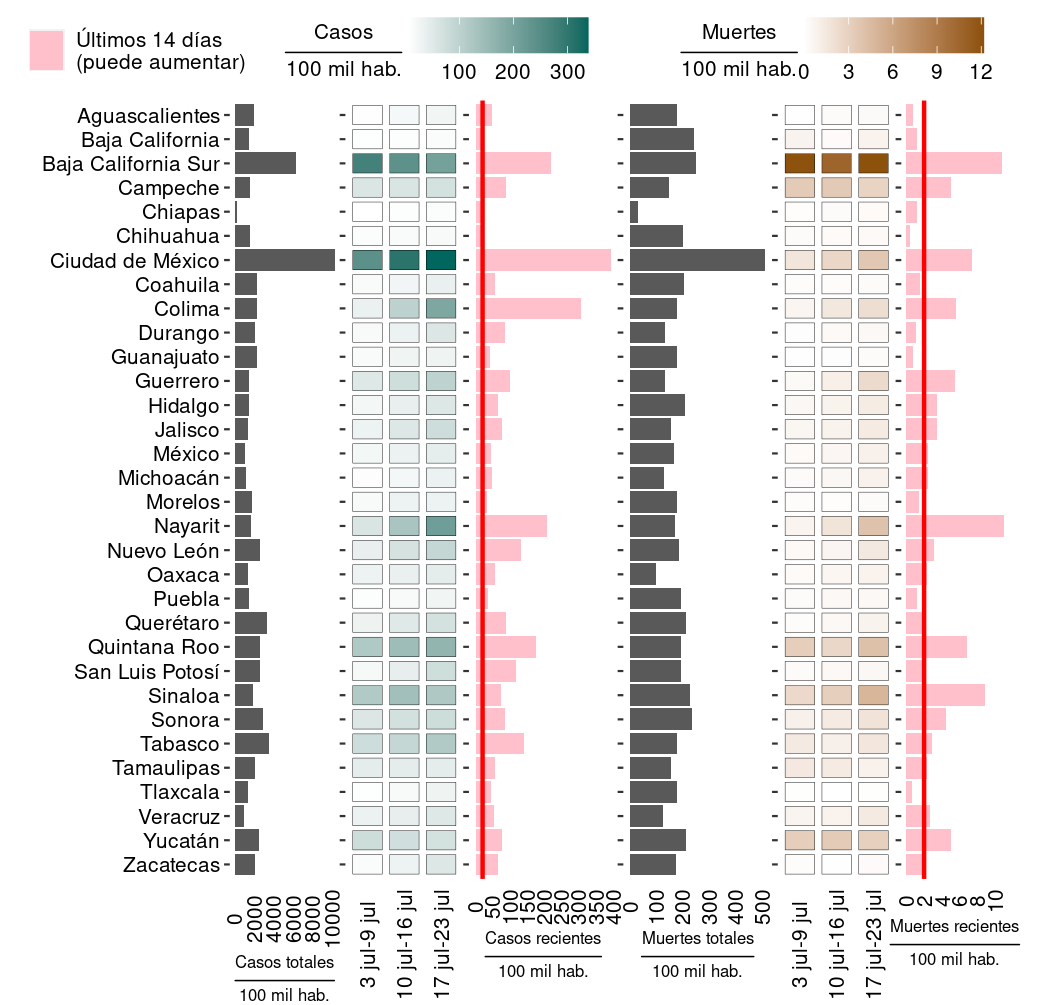 Últimos 14 días
(puede aumentar)
Casos
100 mil hab.
100 200 300
Muertes
100 mil hab.
0 3 6 9 12
Aguascalientes
Baja California
Baja California Sur
Campeche
Chiapas
Chihuahua
Ciudad de México
Coahuila
Colima
Durango
Guanajuato
Guerrero
Hidalgo
Jalisco
México
Michoacán
Morelos
Nayarit
Nuevo León
Oaxaca
Puebla
Querétaro
Quintana Roo
San Luis Potosí
Sinaloa
Sonora
Tabasco
Tamaulipas
Tlaxcala
Veracruz
Yucatán
Zacatecas
0 2000 4000 6000 8000 10000
Casos totales
100 mil hab.
3 jul-9 jul
10 jul-16 jul
17 jul-23 jul
0 50 100 150 200 250 300 350 400
Casos recientes
100 mil hab.
0 100 200 300 400 500
Muertes totales
100 mil hab.
3 jul-9 jul
10 jul-16 jul
17 jul-23 jul
0 2 4 6 8 10
Muertes recientes
100 mil hab.